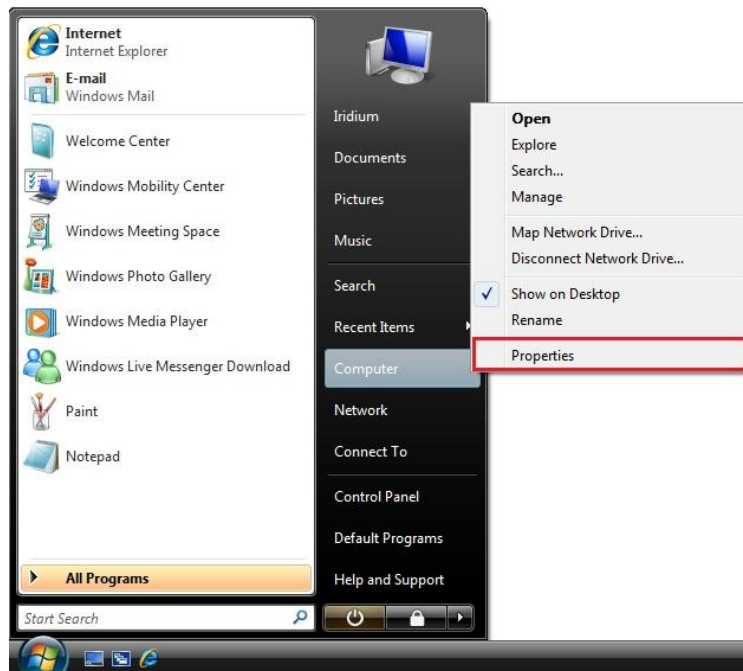 Internet
Internet Explorer
E-mail
Windows Mail
Welcome Center
Windows Mobility Center
Windows Meeting Space
Windows Photo Gallery
Windows Media Player
Windows Live Messenger Download
Paint
Notepad
All Programs
Start Search
Iridium
Documents
Pictures
Music
Search
Recent Items
Computer
Network
Connect To
Control Panel
Default Programs
Help and Support
Open
Explore
Search...
Manage
Map Network Drive...
Disconnect Network Drive...
Show on Desktop
Rename
Properties